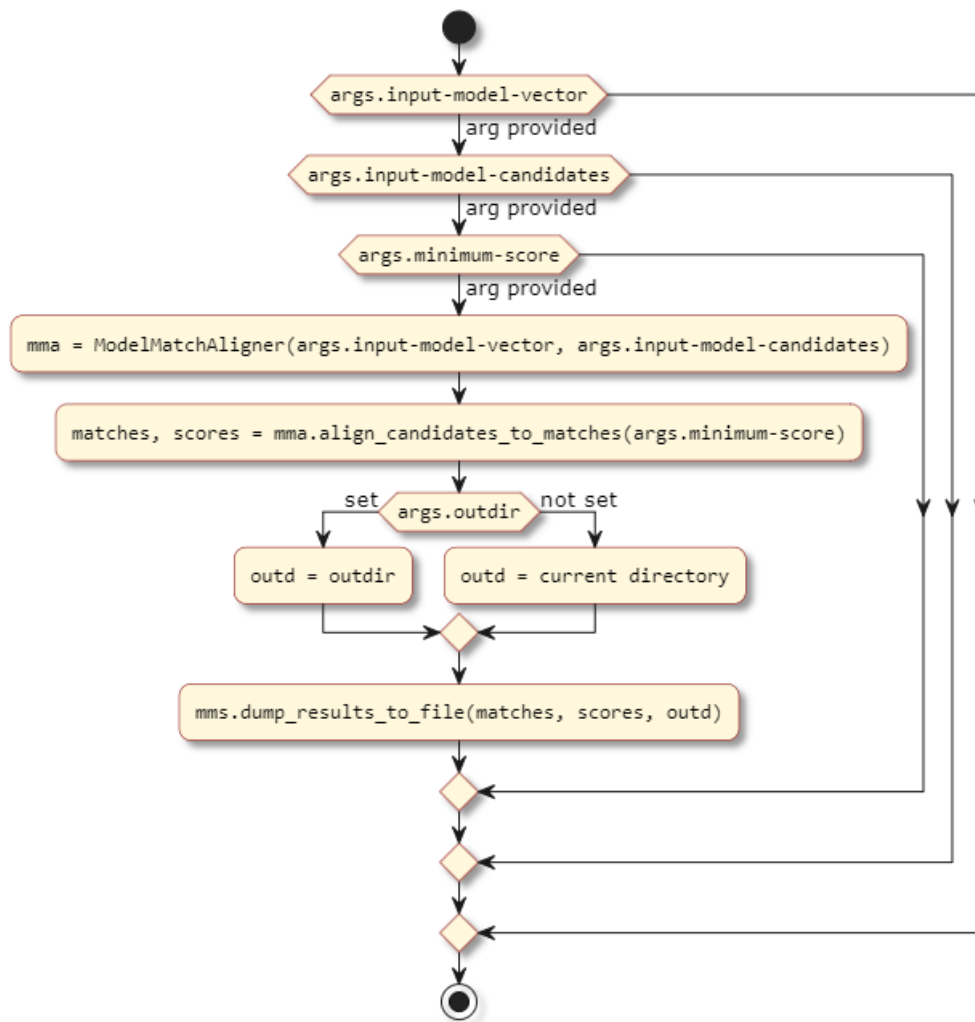 args.input-model-vector
arg provided
args.input-model-candidates
arg provided
args.minimum-score
arg provided
mma = ModelMatchAligner(args.input-model-vector, args.input-model-candidates)
matches, scores = mma.align_candidates_to_matches(args.minimum-score)
set
args.outdir
not set
outd = outdir
outd = current directory
mms.dump_results_to_file(matches, scores, outd)